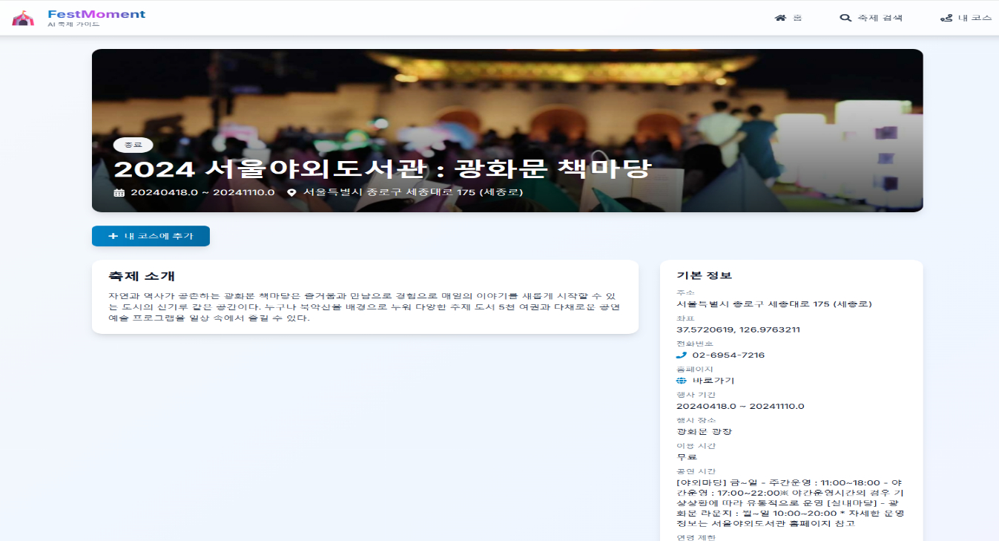 FestMoment
AI 축제 가이드
홈
축제 검색
내 코스
종료
2024 서울야외도서관 : 광화문 책마당
20240418.0 ~ 20241110.0
서울특별시 종로구 세종대로 175 (세종로)
내 코스에 추가
축제 소개
자연과 역사가 공존하는 광화문 책마당은 즐거움과 만남으로 경험으로 매일의 이야기를 새롭게 시작할 수 있
는 도시의 신기루 같은 공간이다. 누구나 북악산을 배경으로 누워 다양한 주제 도서 5천 여권과 다채로운 공연
예술 프로그램을 일상 속에서 즐길 수 있다.
기본 정보
주소
서울특별시 종로구 세종대로 175 (세종로)
좌표
37.5720619, 126.9763211
전화번호
02-6954-7216
홈페이지
바로가기
행사 기간
20240418.0 ~ 20241110.0
행사 장소
광화문 광장
이용 시간
무료
공연 시간
[야외마당] 금~일 - 주간운영 : 11:00~18:00 - 야
간운영 : 17:00~22:00※ 야간운영시간의 경우 기
상상황에 따라 유동적으로 운영 [실내마당] - 광
화문 라운지 : 월~일 10:00~20:00 * 자세한 운영
정보는 서울야외도서관 홈페이지 참고
연령 제한